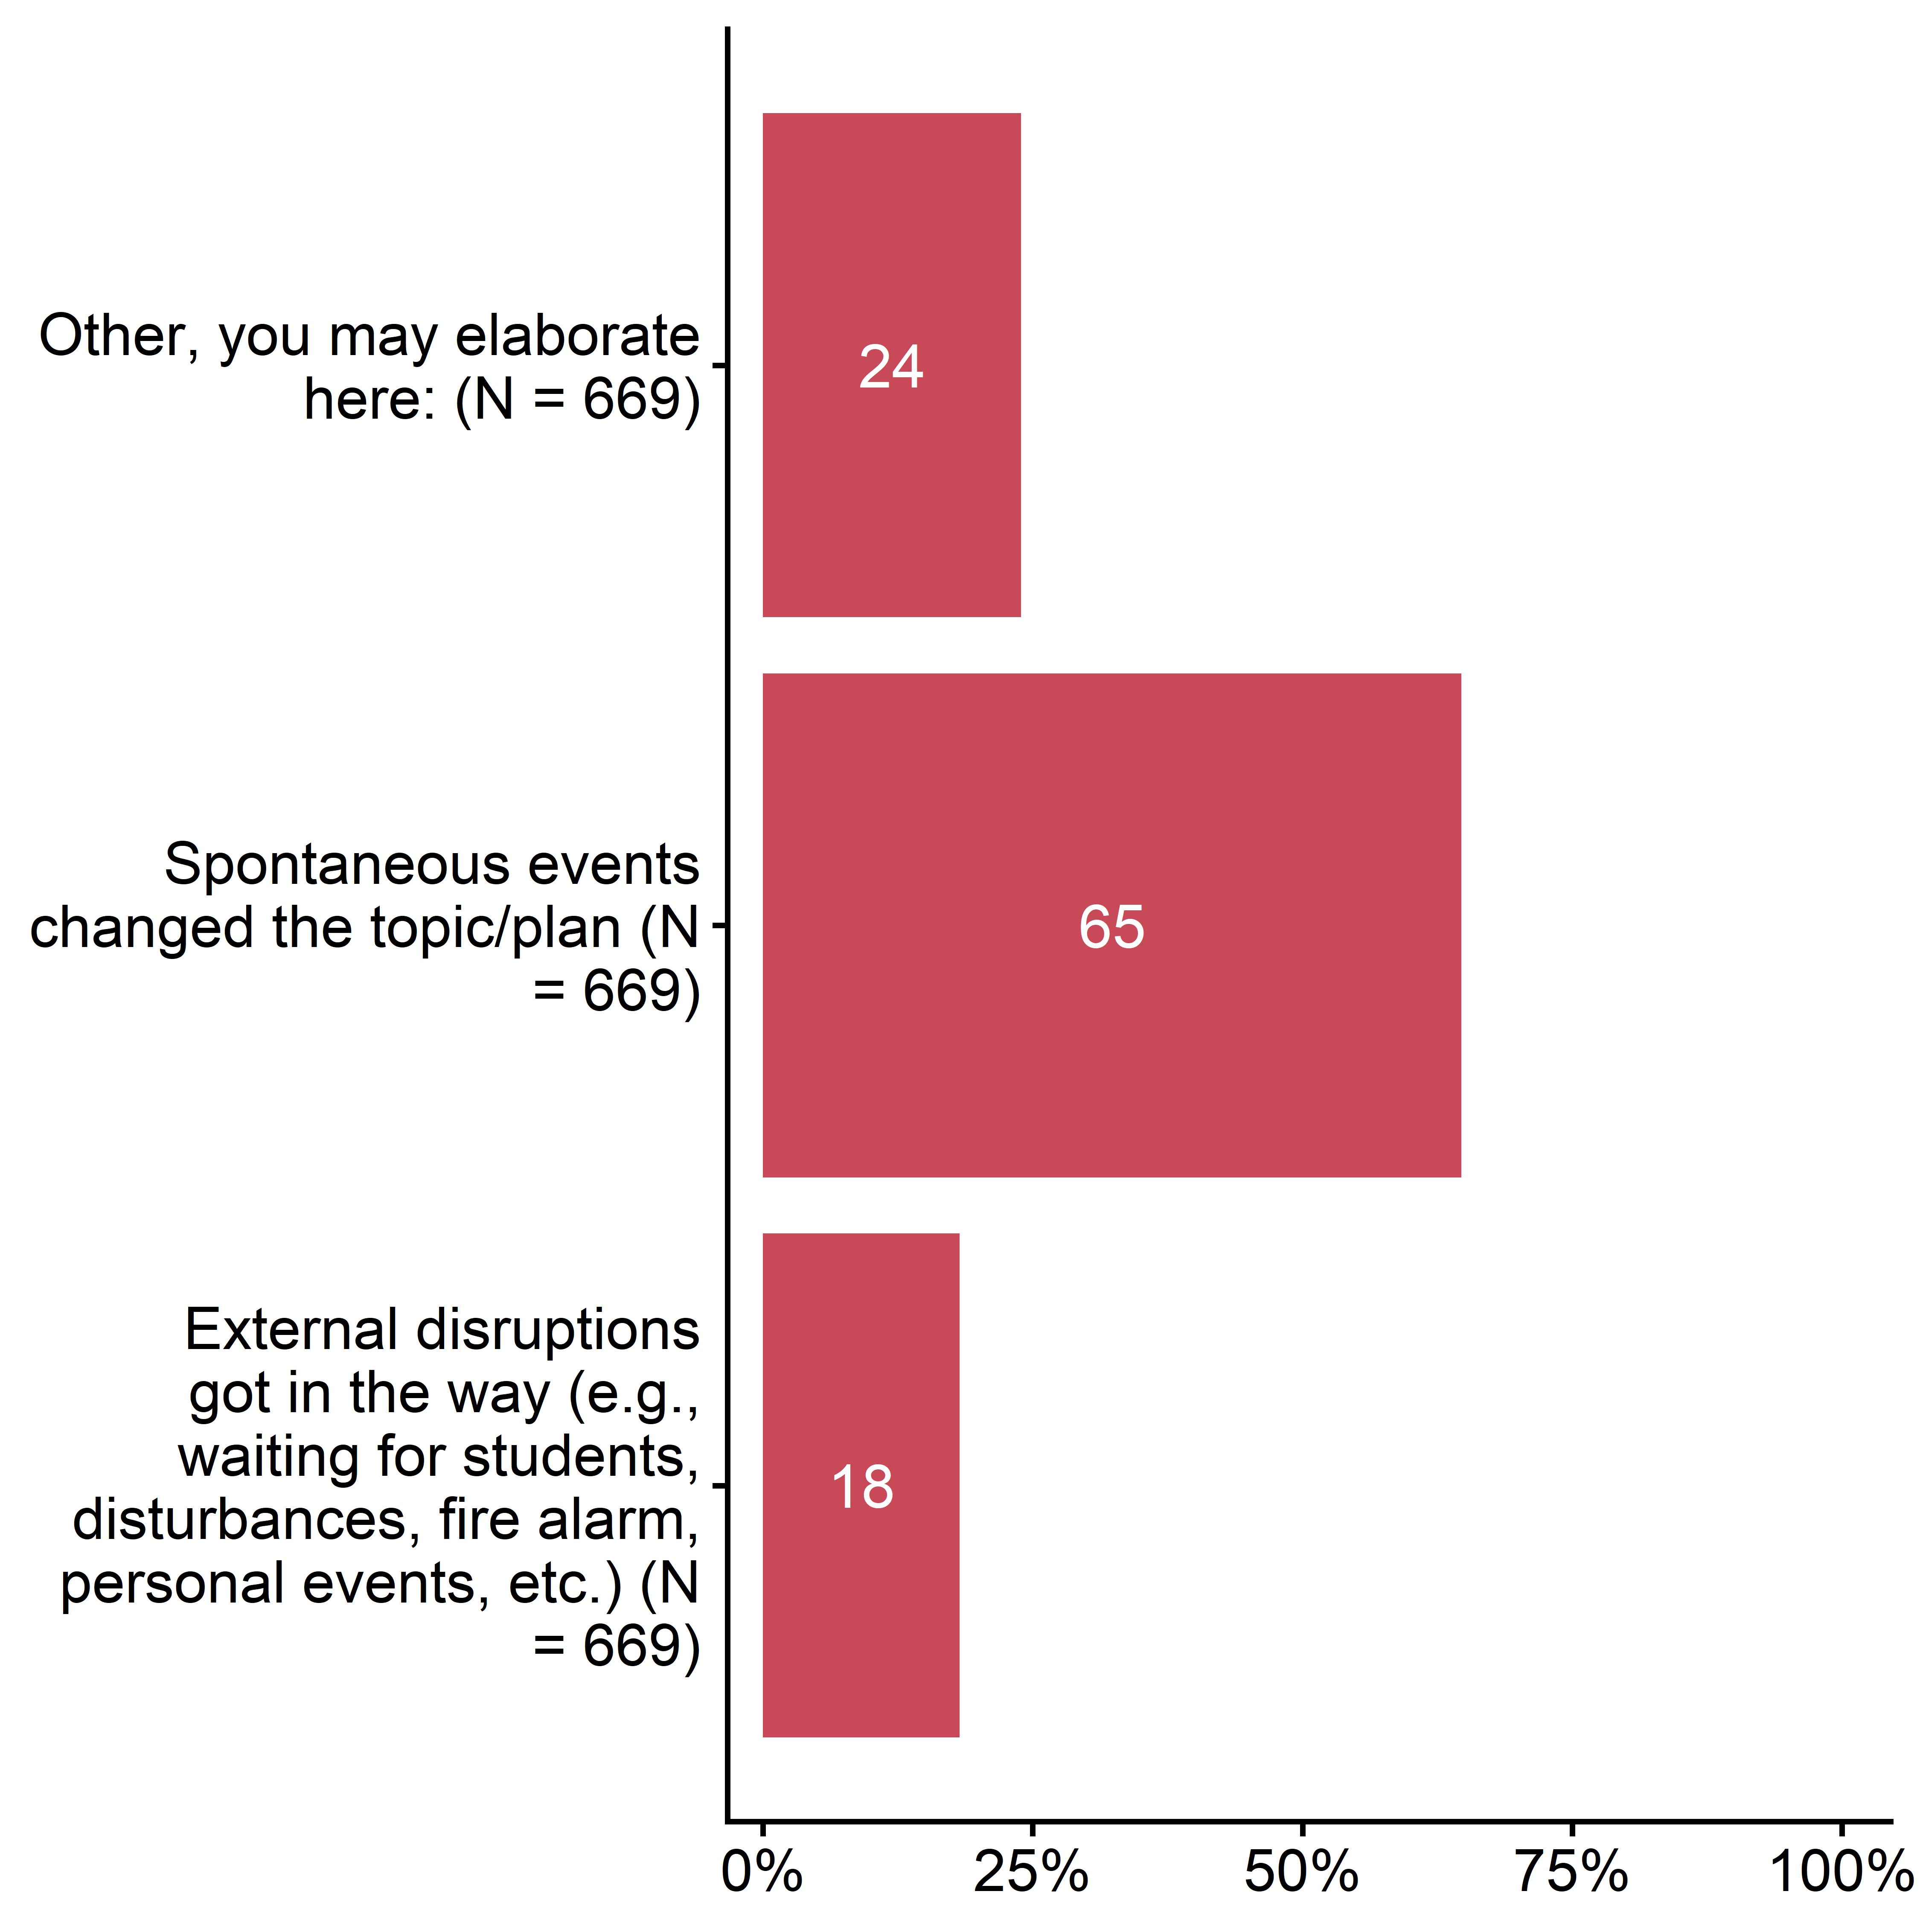 Other, you may elaborate
here: (N = 669)
24
Spontaneous events
changed the topic/plan (N
= 669)
65
External disruptions
got in the way (e.g.,
waiting for students,
disturbances, fire alarm,
personal events, etc.) (N
= 669)
18
0%
25%
50%
75%
100%